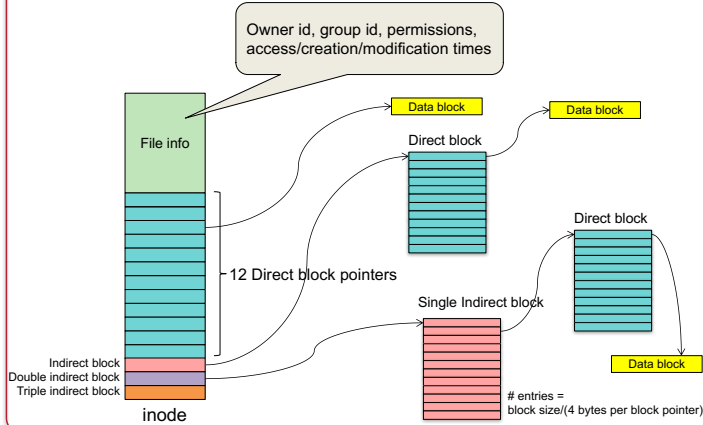 Owner id, group id, permissions,
access/creation/modification times
Data block
Data block
File info
Direct block
Direct block
12 Direct block pointers
Single Indirect block
Indirect block
Double indirect block
Triple indirect block
Data block
# entries =
block size/(4 bytes per block pointer)
inode